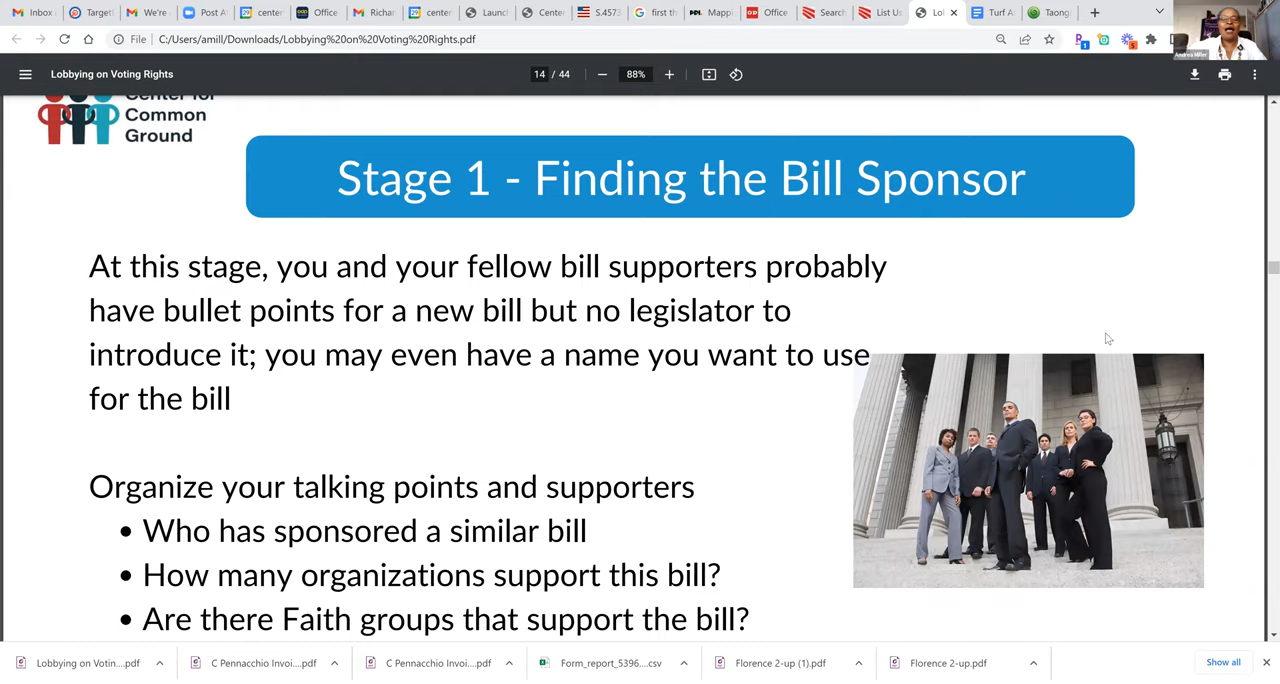 Inbox
Target
We're
Post A
center
Office
Richar
center
Launc
Cente
S.4573
first th
Mapp
Office
Search
List Us
Lol
Turf A
Taong
File C:/Users/amill/Downloads/Lobbying%20on%20Voting%20Rights.pdf
Andrea Miller
Lobbying on Voting Rights
14 / 44
88%
Center for
Common
Ground
Stage 1 - Finding the Bill Sponsor
At this stage, you and your fellow bill supporters probably
have bullet points for a new bill but no legislator to
introduce it; you may even have a name you want to use
for the bill
Organize your talking points and supporters
• Who has sponsored a similar bill
• How many organizations support this bill?
• Are there Faith groups that support the bill?
Lobbying on Votin....pdf
C Pennacchio Invoi....pdf
C Pennacchio Invoi....pdf
Form_report_5396....csv
Florence 2-up (1).pdf
Florence 2-up.pdf
Show all